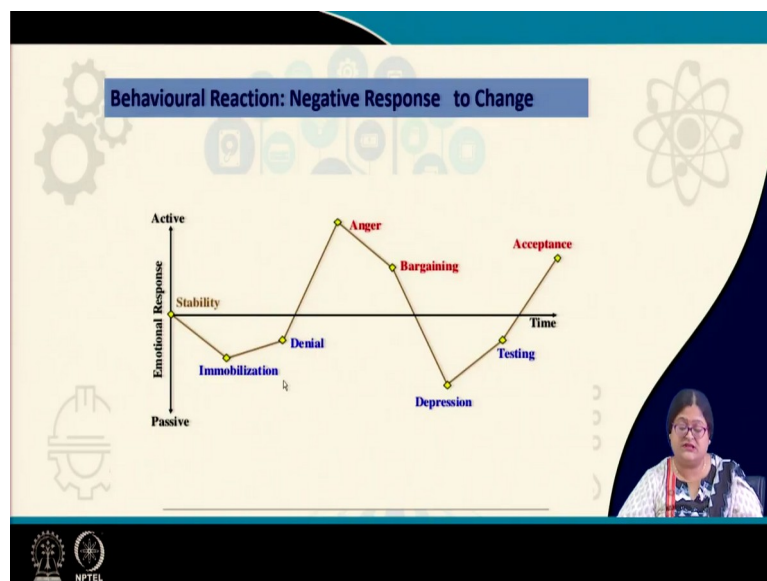 Behavioural Reaction: Negative Response to Change
Active
Anger
Acceptance
Bargaining
Emotional Response
Stability
Time
Denial
Testing
Immobilization
Depression
Passive
NPTEL